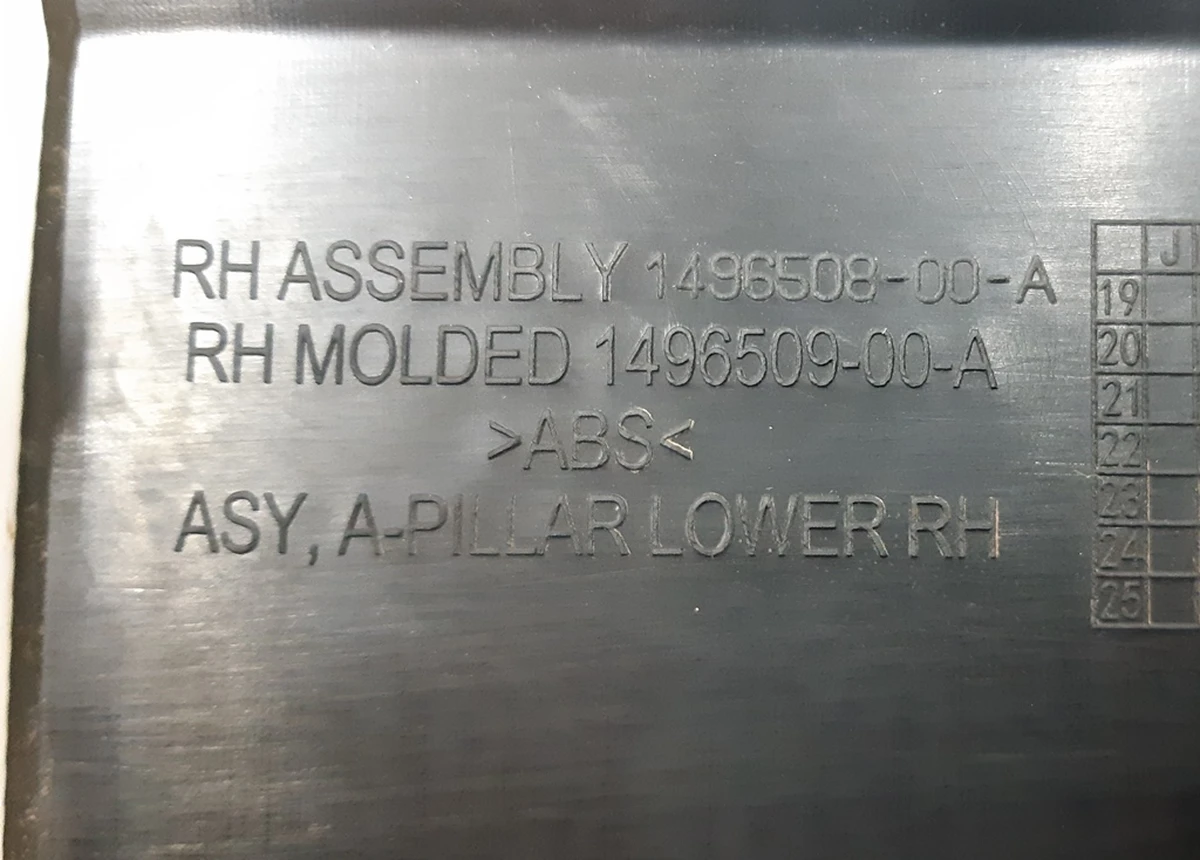 RH ASSEMBLY 1496508-00-A
RH MOLDED 1496509-00-A
>ABS<
ASY, A-PILLAR LOWER RH
J
19
20
21
22
23
24
25